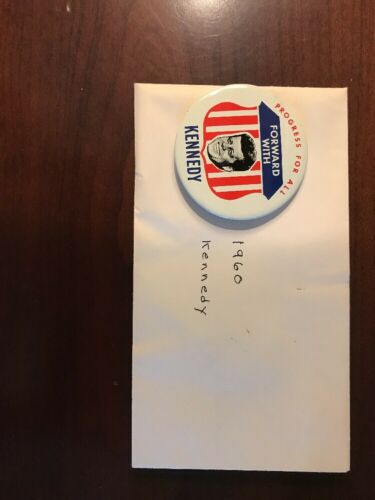 PROGRESS FOR ALL
FORWARD
WITH
KENNEDY
1960
Kennedy